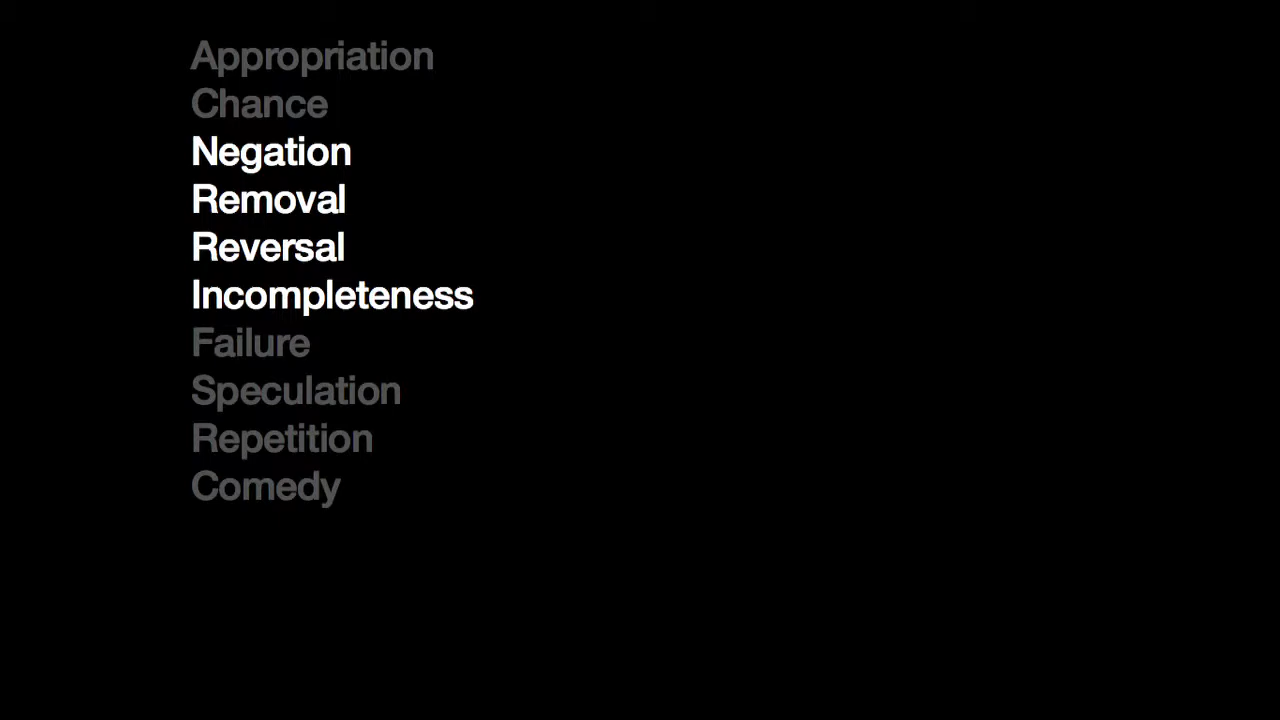 Appropriation
Chance
Negation
Removal
Reversal
Incompleteness
Failure
Speculation
Repetition
Comedy